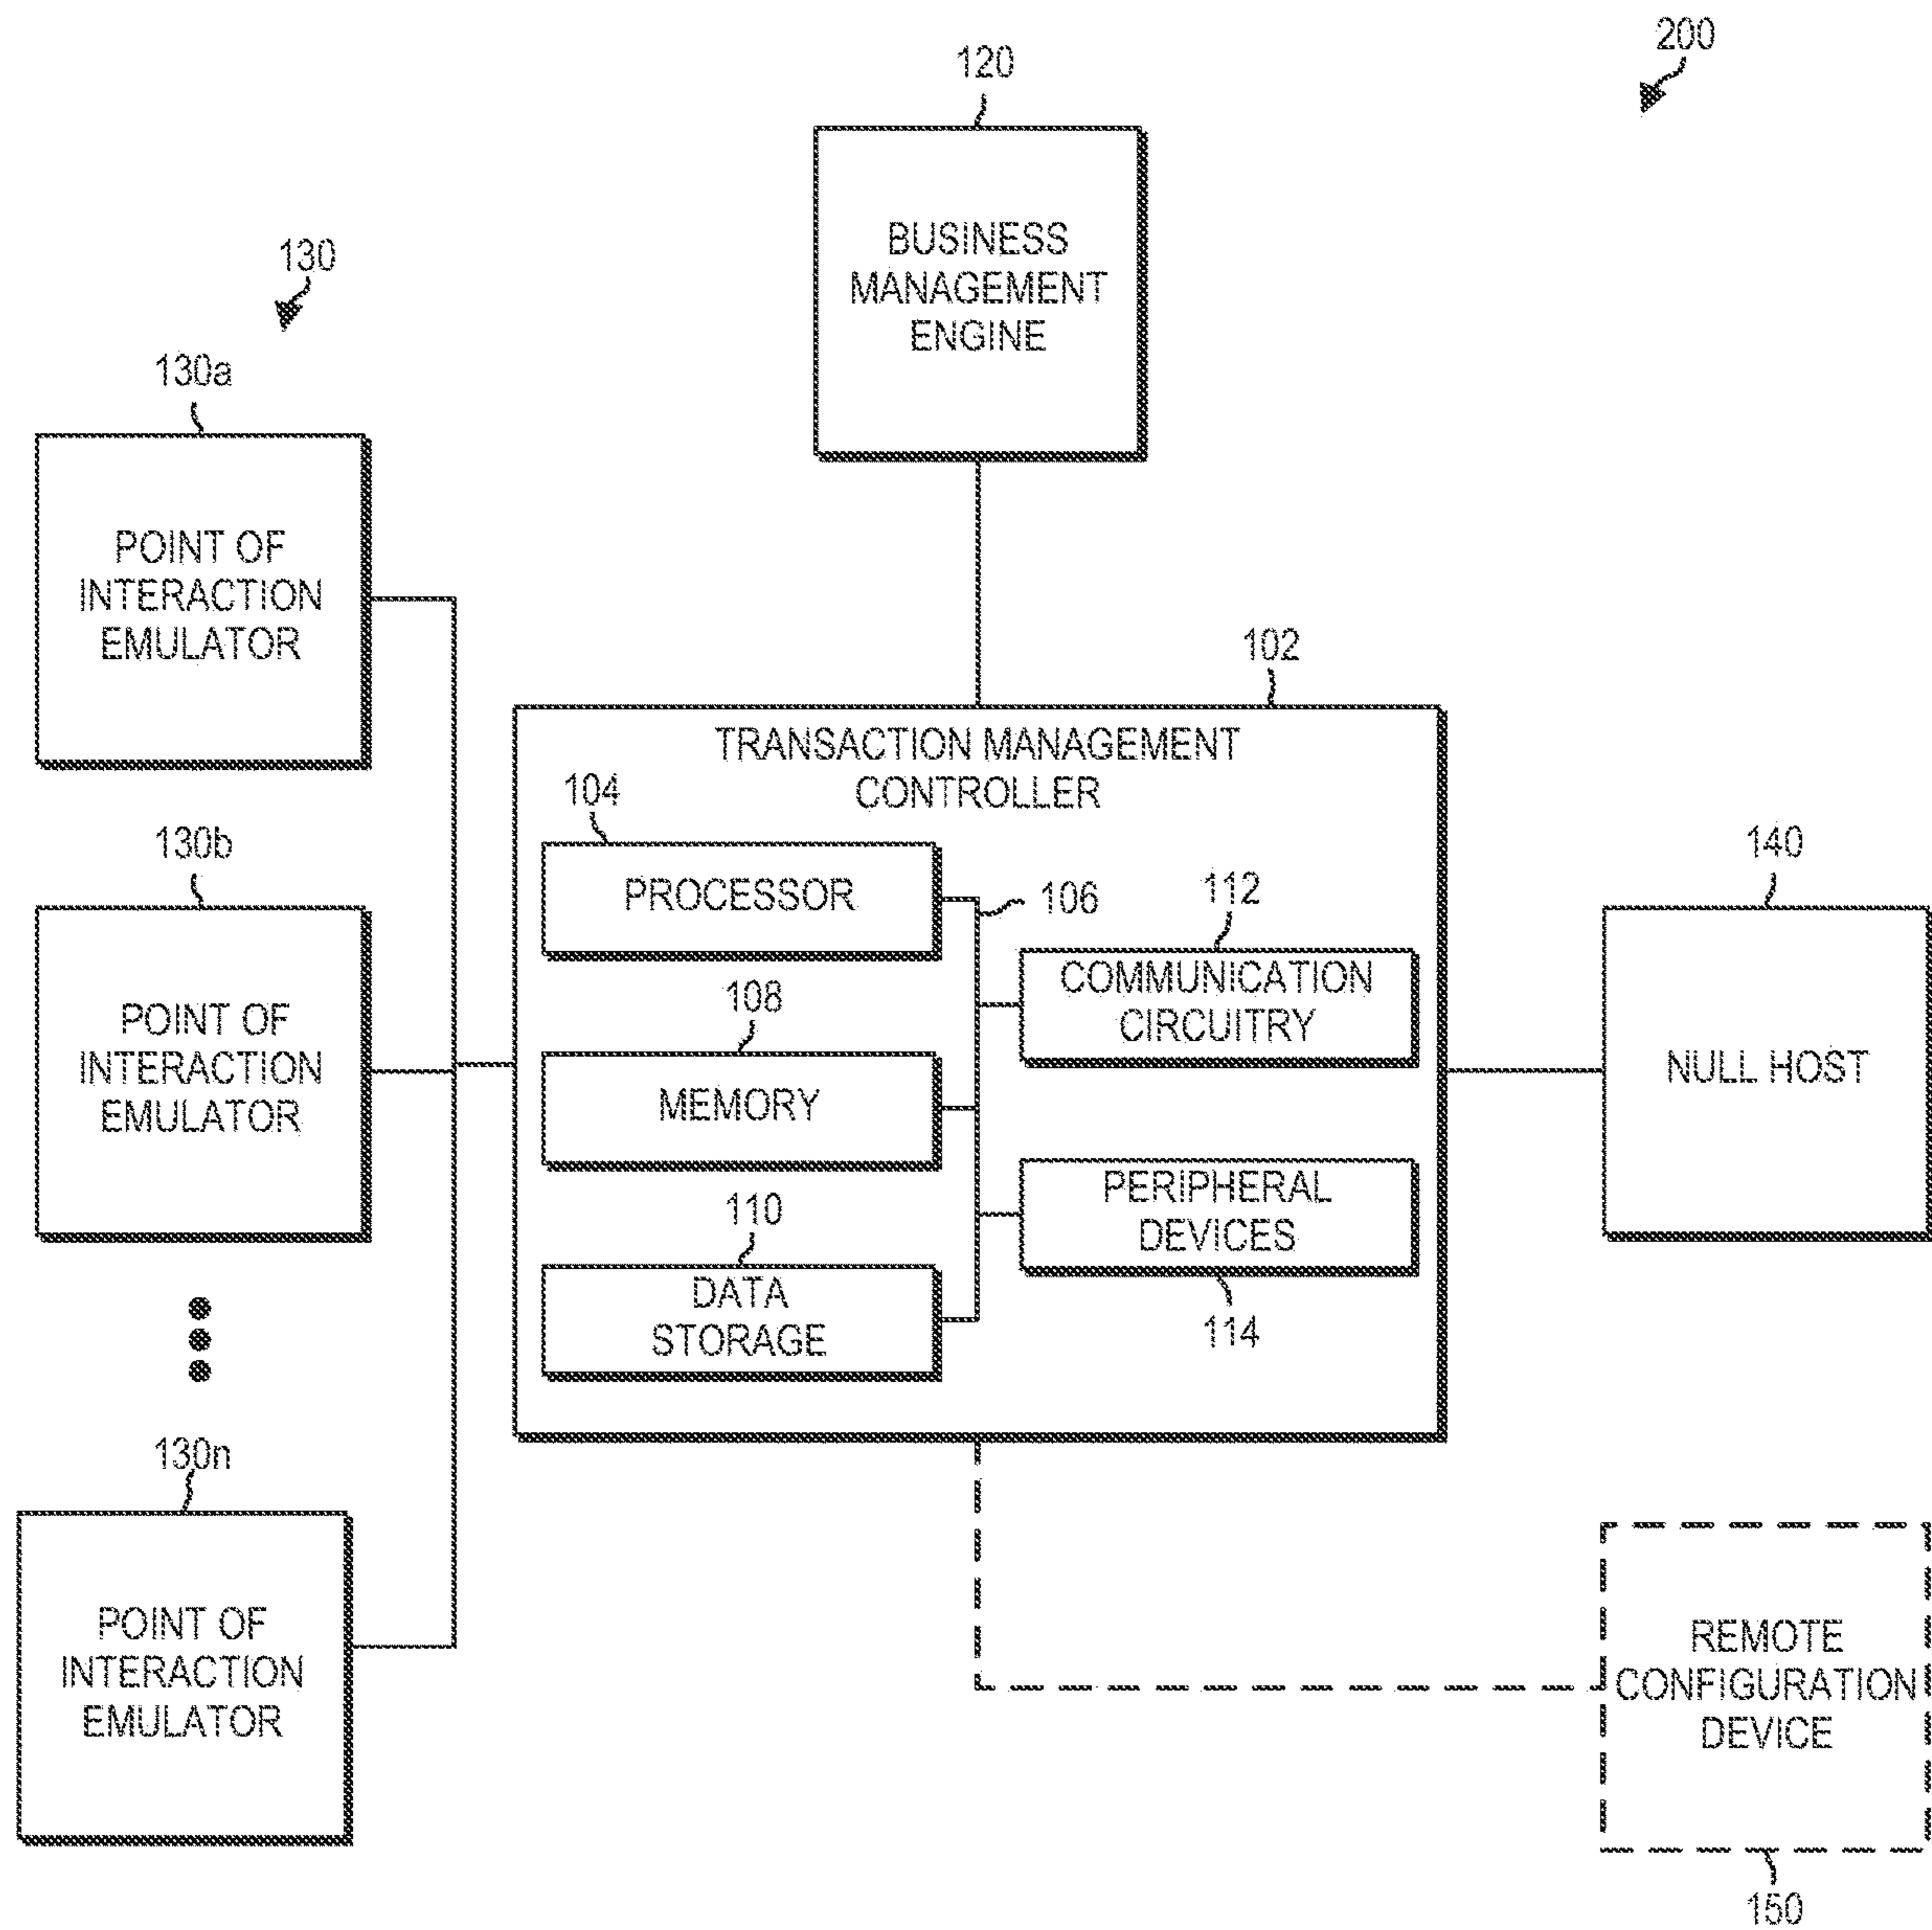 200
120
BUSINESS
MANAGEMENT
ENGINE
130
130a
POINT OF
INTERACTION
EMULATOR
130b
POINT OF
INTERACTION
EMULATOR
130n
POINT OF
INTERACTION
EMULATOR
102
TRANSACTION MANAGEMENT
CONTROLLER
104
PROCESSOR
106
108
MEMORY
110
DATA
STORAGE
112
COMMUNICATION
CIRCUITRY
PERIPHERAL
DEVICES
114
140
NULL HOST
REMOTE
CONFIGURATION
DEVICE
150